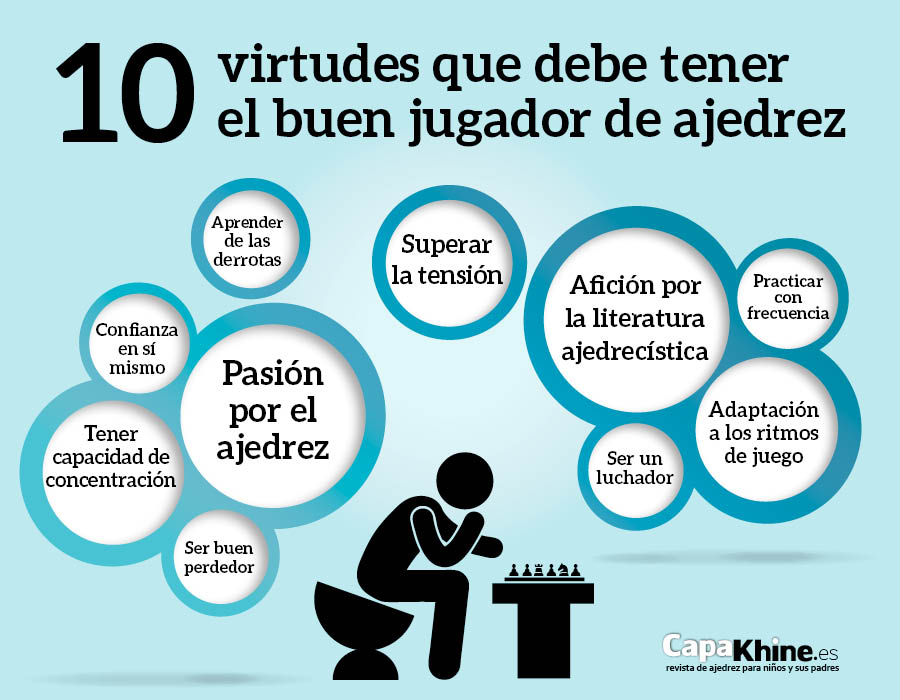 10 virtudes que debe tener
el buen jugador de ajedrez
Aprender
de las
derrotas
Confianza
en sí
mismo
Pasión
por el
ajedrez
Tener
capacidad de
concentración
Ser buen
perdedor
Superar
la tensión
Afición por
la literatura
ajedrecística
Practicar
con
frecuencia
Adaptación
a los ritmos
de juego
Ser un
luchador
CapaKhine.es
revista de ajedrez para niños y sus padres